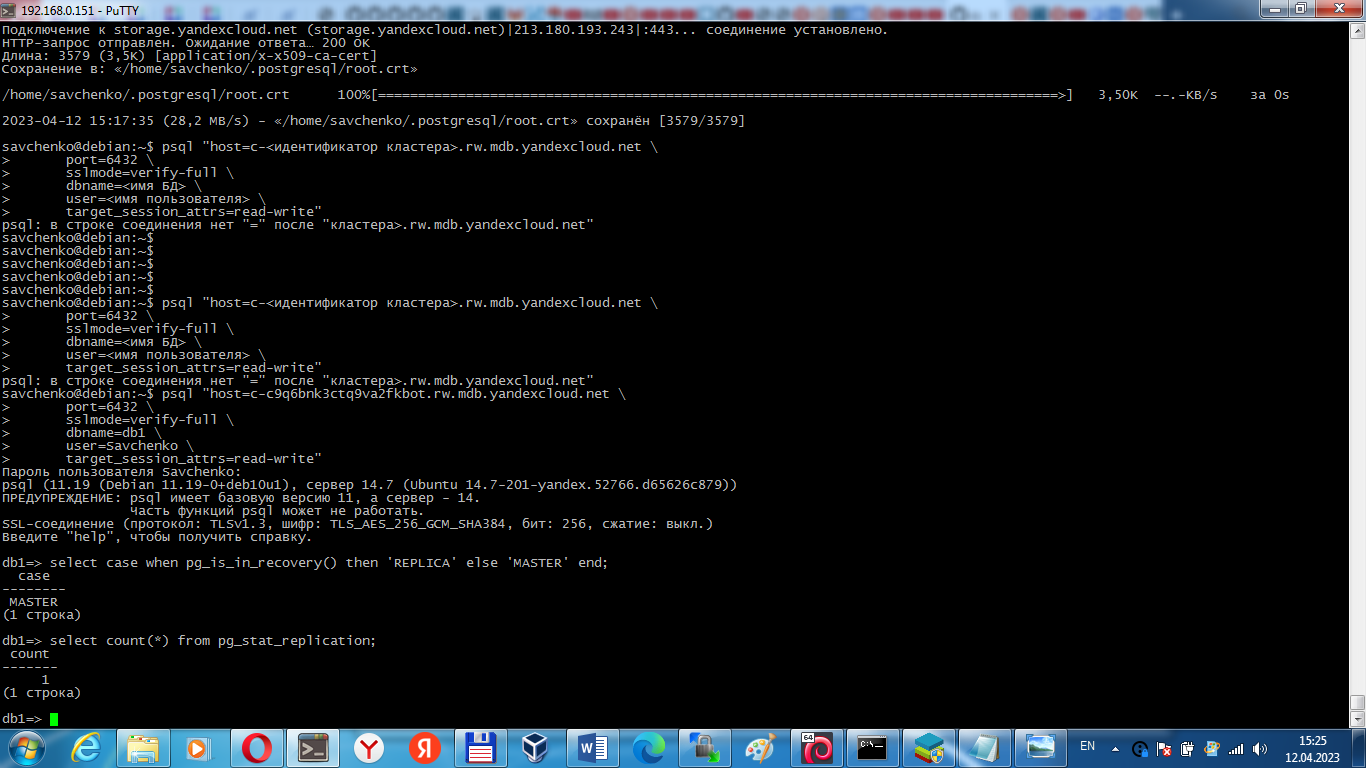 192.168.0.151 - PuTTY
Подключение к storage.yandexcloud.net (storage.yandexcloud.net)|213.180.193.243|:443... соединение установлено.
HTTP-запрос отправлен. Ожидание ответа… 200 OK
Длина: 3579 (3,5K) [application/x-x509-ca-cert]
Сохранение в: «/home/savchenko/.postgresql/root.crt»
/home/savchenko/.postgresql/root.crt      100%[=====================================================================================>]   3,50K  --.-KB/s    за 0s
2023-04-12 15:17:35 (28,2 MB/s) - «/home/savchenko/.postgresql/root.crt» сохранён [3579/3579]
savchenko@debian:~$ psql "host=c-<идентификатор кластера>.rw.mdb.yandexcloud.net \
>       port=6432 \
>       sslmode=verify-full \
>       dbname=<имя БД> \
>       user=<имя пользователя> \
>       target_session_attrs=read-write"
psql: в строке соединения нет "=" после "кластера>.rw.mdb.yandexcloud.net"
savchenko@debian:~$
savchenko@debian:~$
savchenko@debian:~$
savchenko@debian:~$
savchenko@debian:~$
savchenko@debian:~$ psql "host=c-<идентификатор кластера>.rw.mdb.yandexcloud.net \
>       port=6432 \
>       sslmode=verify-full \
>       dbname=<имя БД> \
>       user=<имя пользователя> \
>       target_session_attrs=read-write"
psql: в строке соединения нет "=" после "кластера>.rw.mdb.yandexcloud.net"
savchenko@debian:~$ psql "host=c-c9q6bnk3ctq9va2fkbot.rw.mdb.yandexcloud.net \
>       port=6432 \
>       sslmode=verify-full \
>       dbname=db1 \
>       user=Savchenko \
>       target_session_attrs=read-write"
Пароль пользователя Savchenko:
psql (11.19 (Debian 11.19-0+deb10u1), сервер 14.7 (Ubuntu 14.7-201-yandex.52766.d65626c879))
ПРЕДУПРЕЖДЕНИЕ: psql имеет базовую версию 11, а сервер - 14.
                Часть функций psql может не работать.
SSL-соединение (протокол: TLSv1.3, шифр: TLS_AES_256_GCM_SHA384, бит: 256, сжатие: выкл.)
Введите "help", чтобы получить справку.
db1=> select case when pg_is_in_recovery() then 'REPLICA' else 'MASTER' end;
  case
--------
 MASTER
(1 строка)
db1=> select count(*) from pg_stat_replication;
 count
-------
     1
(1 строка)
db1=>
EN
15:25
12.04.2023